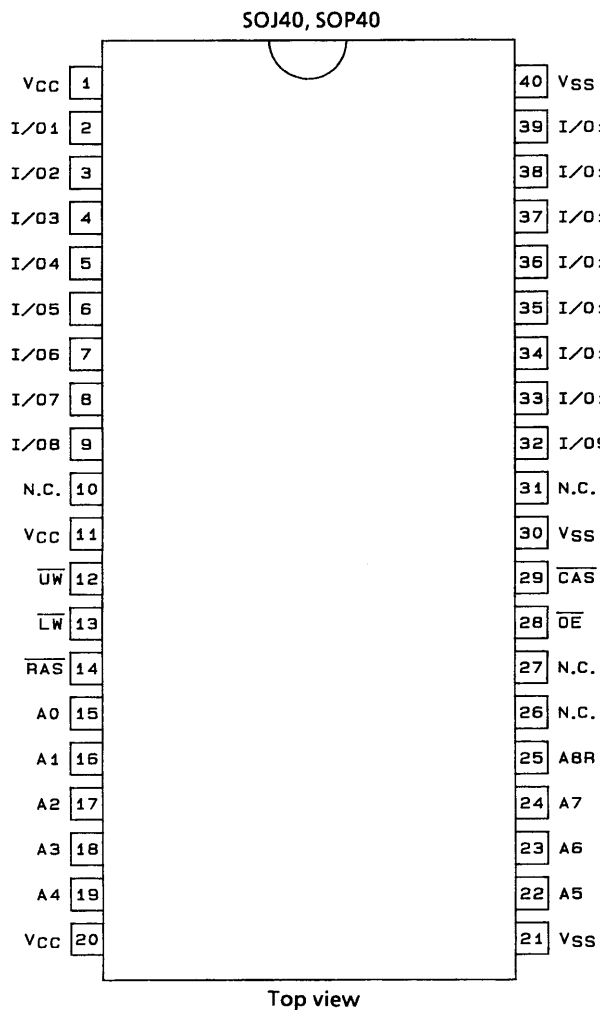 SOJ40, SOP40
VCC 1 40 VSS
I/O1 2 39 I/O
I/O2 3 38 I/O
I/O3 4 37 I/O
I/O4 5 36 I/O
I/O5 6 35 I/O
I/O6 7 34 I/O
I/O7 8 33 I/O
I/O8 9 32 I/O9
N.C. 10 31 N.C.
VCC 11 30 VSS
UW 12 29 CAS
LW 13 28 OE
RAS 14 27 N.C.
A0 15 26 N.C.
A1 16 25 A8R
A2 17 24 A7
A3 18 23 A6
A4 19 22 A5
VCC 20 21 VSS
Top view